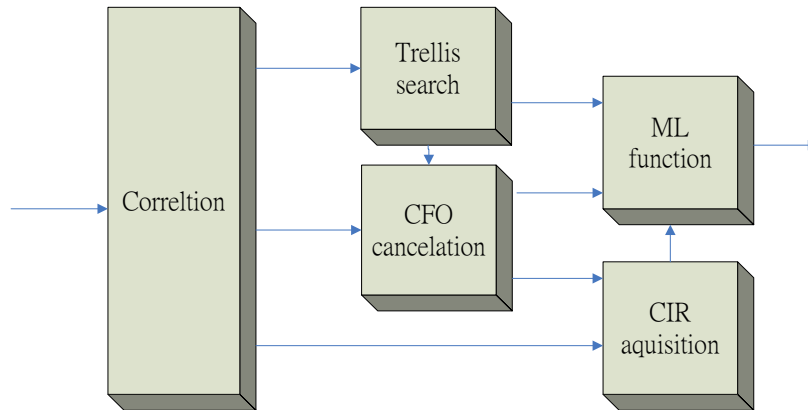 Trellis
search
ML
function
Correltion
CFO
cancelation
CIR
aquisition